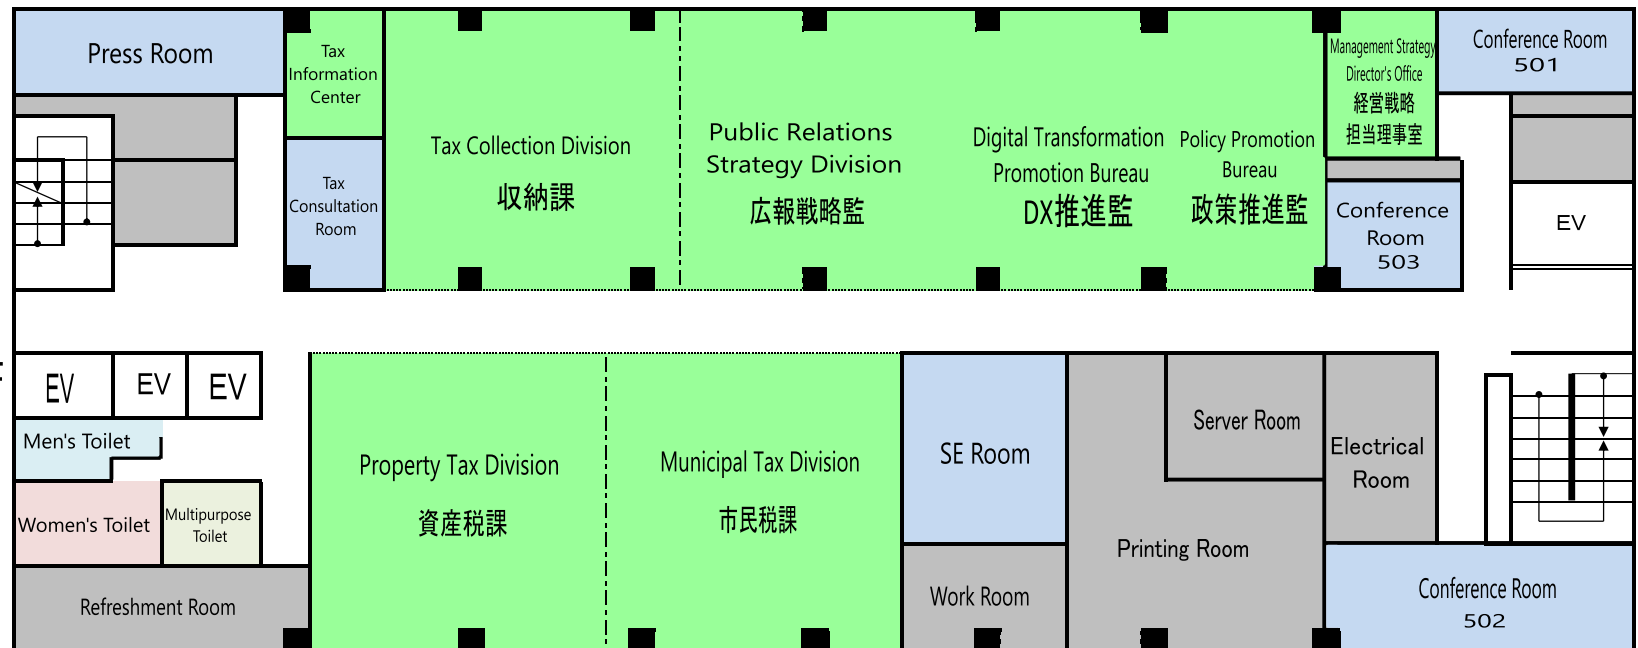 Press Room
Tax
Information
Center
Tax
Consultation
Room
Tax Collection Division
収納課
Public Relations
Strategy Division
広報戦略監
Digital Transformation
Promotion Bureau
DX推進監
Policy Promotion
Bureau
政策推進監
Management Strategy
Director's Office
経営戦略
担当理事室
Conference Room
501
Conference
Room
503
EV
EV
EV
EV
Men's Toilet
Women's Toilet
Multipurpose
Toilet
Refreshment Room
Property Tax Division
資産税課
Municipal Tax Division
市民税課
SE Room
Work Room
Printing Room
Server Room
Electrical
Room
Conference Room
502